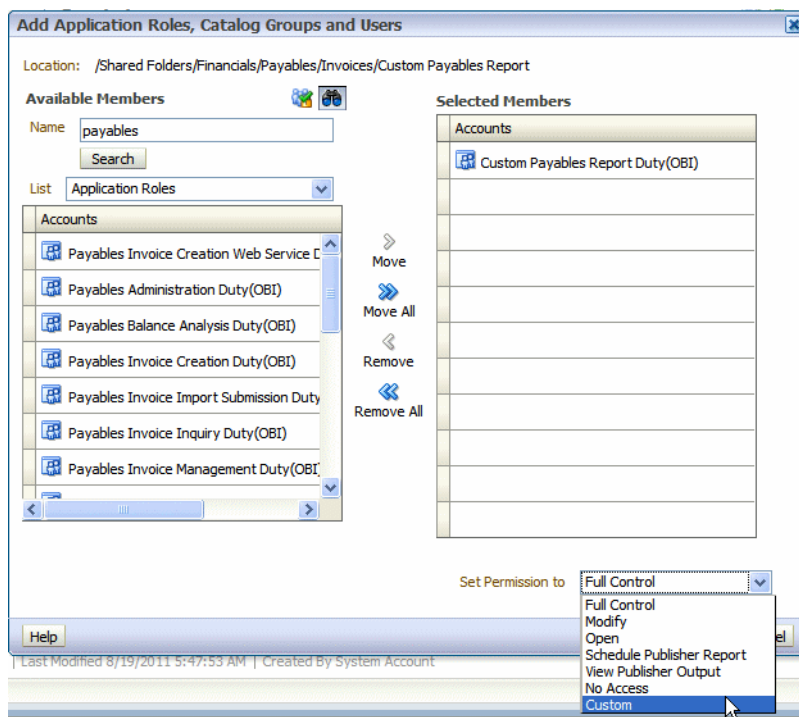 Add Application Roles, Catalog Groups and Users
Location: /Shared Folders/Financials/Payables/Invoices/Custom Payables Report
Available Members
Name payables
Search
List Application Roles
Accounts
Payables Invoice Creation Web Service D
Payables Administration Duty(OBI)
Payables Balance Analysis Duty(OBI)
Payables Invoice Creation Duty(OBI)
Payables Invoice Import Submission Duty
Payables Invoice Inquiry Duty(OBI)
Payables Invoice Management Duty(OBI)
Move
Move All
Remove
Remove All
Selected Members
Accounts
Custom Payables Report Duty(OBI)
Set Permission to Full Control
Full Control
Modify
Open
Schedule Publisher Report
View Publisher Output
No Access
Custom
Help
el
| Last Modified 8/19/2011 5:47:53 AM | Created By System Account